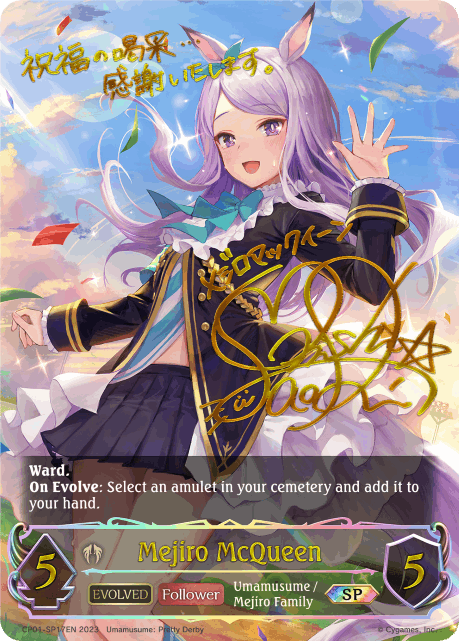 祝福の喝采…
感謝いたします。
メジロマックイーン
Ward.
On Evolve: Select an amulet in your cemetery and add it to
your hand.
Mejiro McQueen
5
EVOLVED
Follower
Umamusume /
Mejiro Family
SP
5
CP01-SP17EN 2023 Umamusume: Pretty Derby
© Cygames, Inc.